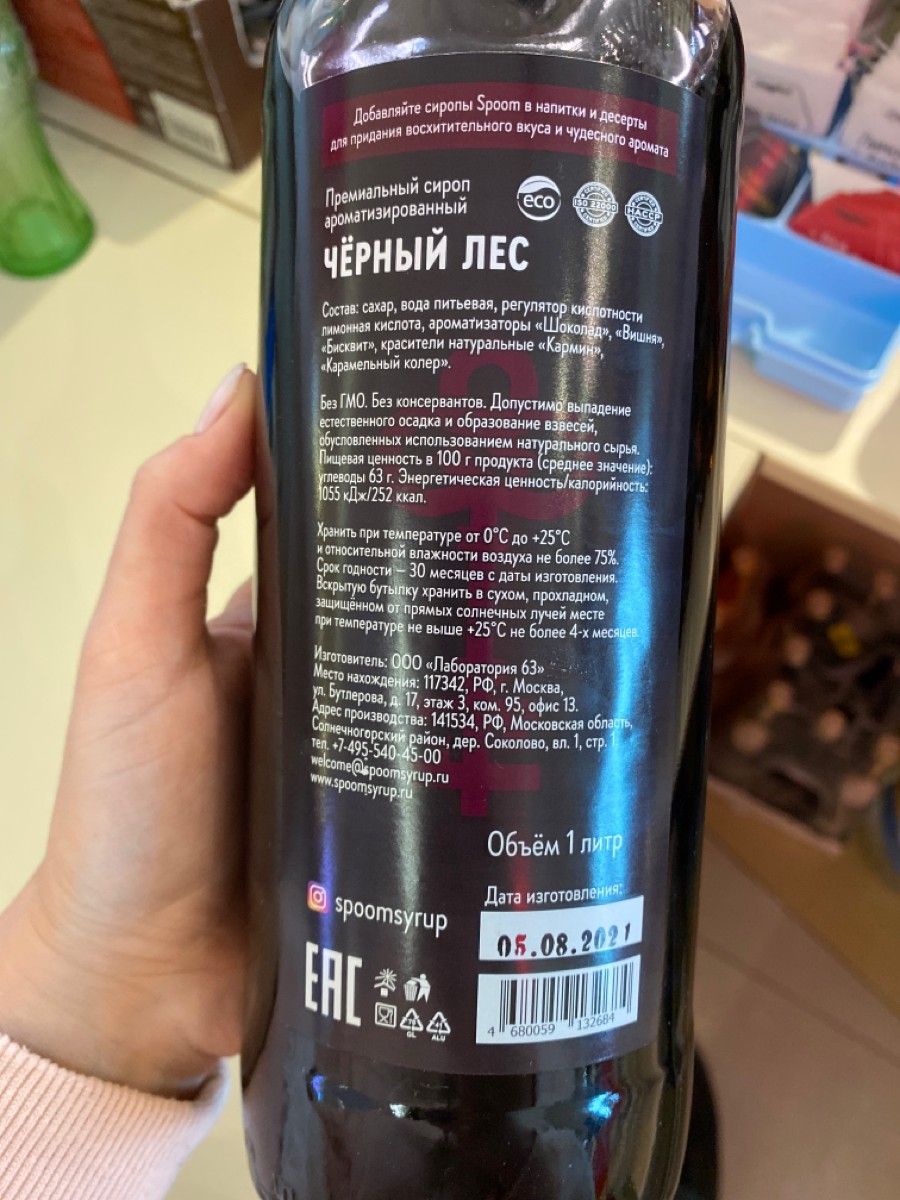 Добавляйте сиропы Spoom в напитки и десерты
для придания восхитительного вкуса и чудесного аромата
Премиальный сироп
ароматизированный
eco
ISO 22000
HACCP
ЧЁРНЫЙ ЛЕС
Состав: сахар, вода питьевая, регулятор кислотности
лимонная кислота, ароматизаторы «Шоколад», «Вишня»,
«Бисквит», красители натуральные «Кармин»,
«Карамельный колер».
Без ГМО. Без консервантов. Допустимо выпадение
естественного осадка и образование взвесей,
обусловленных использованием натурального сырья.
Пищевая ценность в 100 г продукта (среднее значение):
углеводы 63 г. Энергетическая ценность/калорийность:
1055 кДж/252 ккал.
Хранить при температуре от 0°С до +25°С
и относительной влажности воздуха не более 75%.
Срок годности – 30 месяцев с даты изготовления.
Вскрытую бутылку хранить в сухом, прохладном,
защищённом от прямых солнечных лучей месте
при температуре не выше +25°С не более 4-х месяцев.
Изготовитель: ООО «Лаборатория 63»
Место нахождения: 117342, РФ, г. Москва,
ул. Бутлерова, д. 17, этаж 3, ком. 95, офис 13.
Адрес производства: 141534, РФ, Московская область,
Солнечногорский район, дер. Соколово, вл. 1, стр. 1
тел. +7-495-540-45-00
welcome@spoomsyrup.ru
www.spoomsyrup.ru
Объём 1 литр
Дата изготовления:
05.08.2021
spoomsyrup
EAC
GL
ALU
4 680059 132684